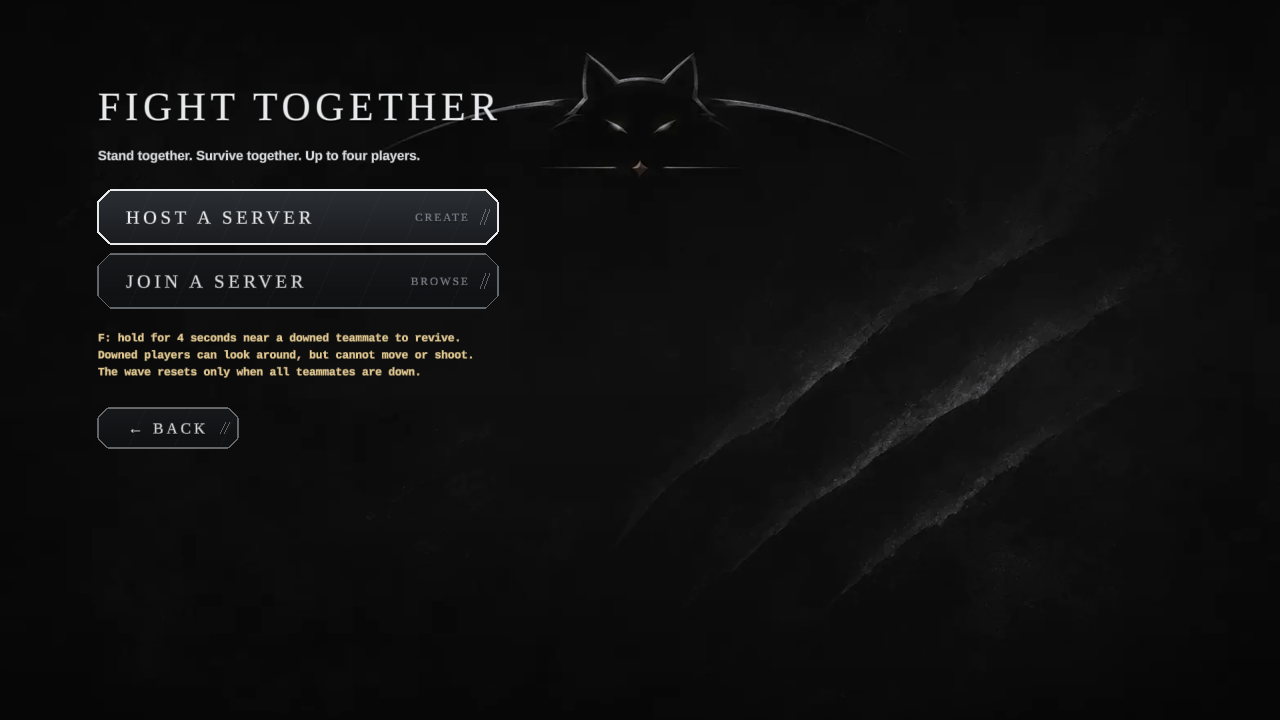 FIGHT TOGETHER
Stand together. Survive together. Up to four players.
HOST A SERVER CREATE //
JOIN A SERVER BROWSE //
F: hold for 4 seconds near a downed teammate to revive.
Downed players can look around, but cannot move or shoot.
The wave resets only when all teammates are down.
← BACK //